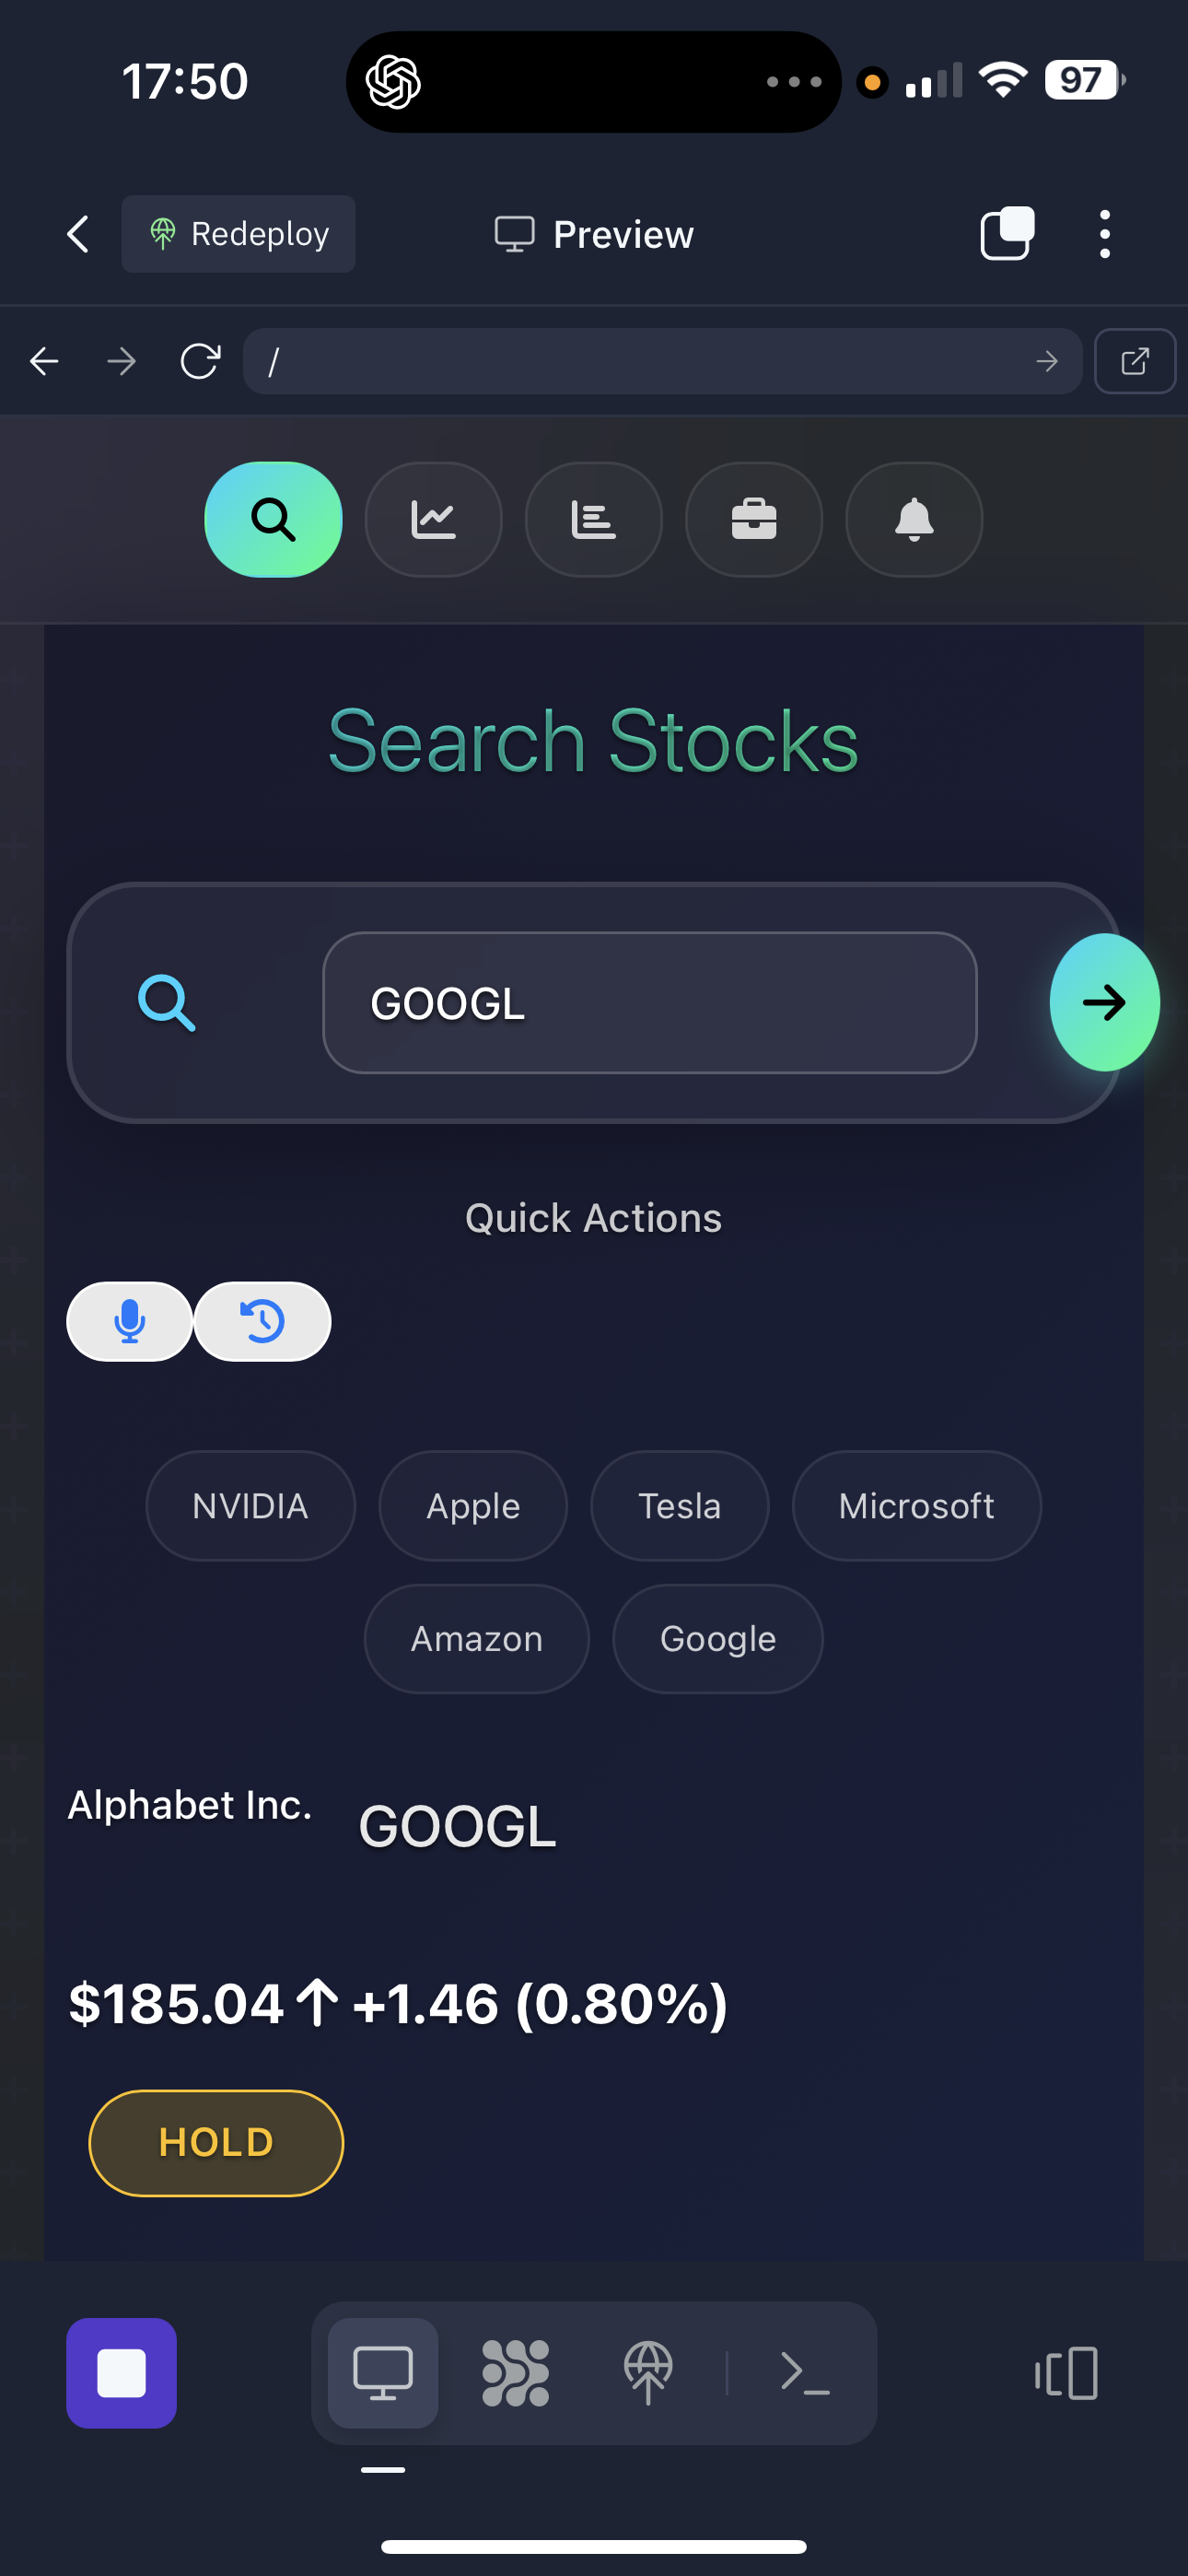 17:50
97
Redeploy
Preview
/
Search Stocks
GOOGL
Quick Actions
NVIDIA Apple Tesla Microsoft
Amazon Google
Alphabet Inc. GOOGL
$185.04 ↑ +1.46 (0.80%)
HOLD